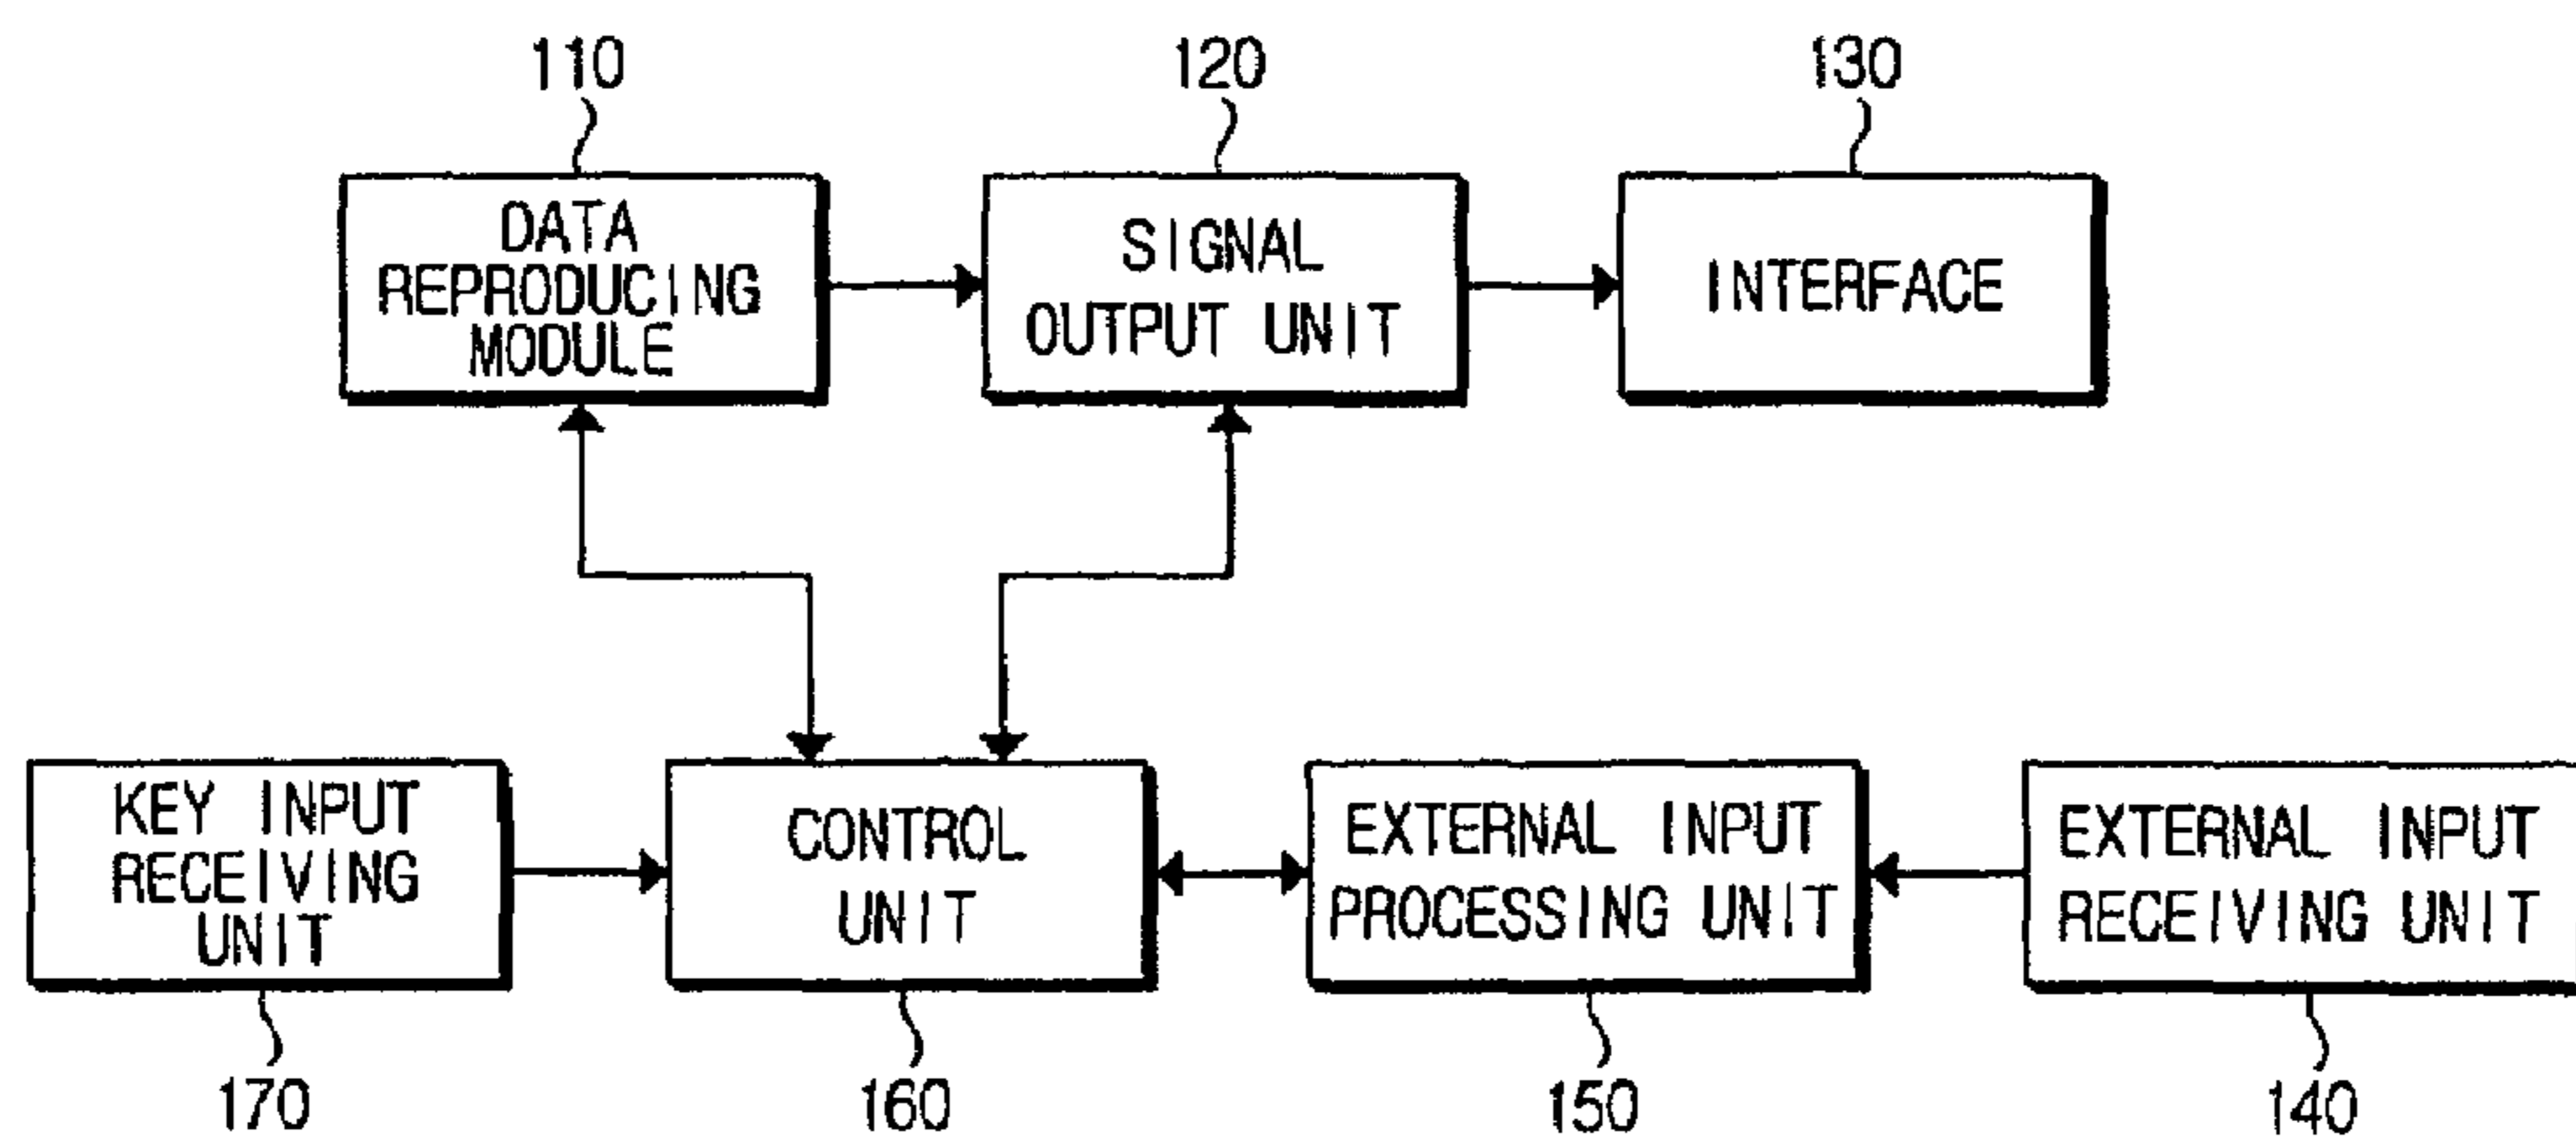 110
120
130
DATA
REPRODUCING
MODULE
SIGNAL
OUTPUT UNIT
INTERFACE
KEY INPUT
RECEIVING
UNIT
CONTROL
UNIT
EXTERNAL INPUT
PROCESSING UNIT
EXTERNAL INPUT
RECEIVING UNIT
170
160
150
140